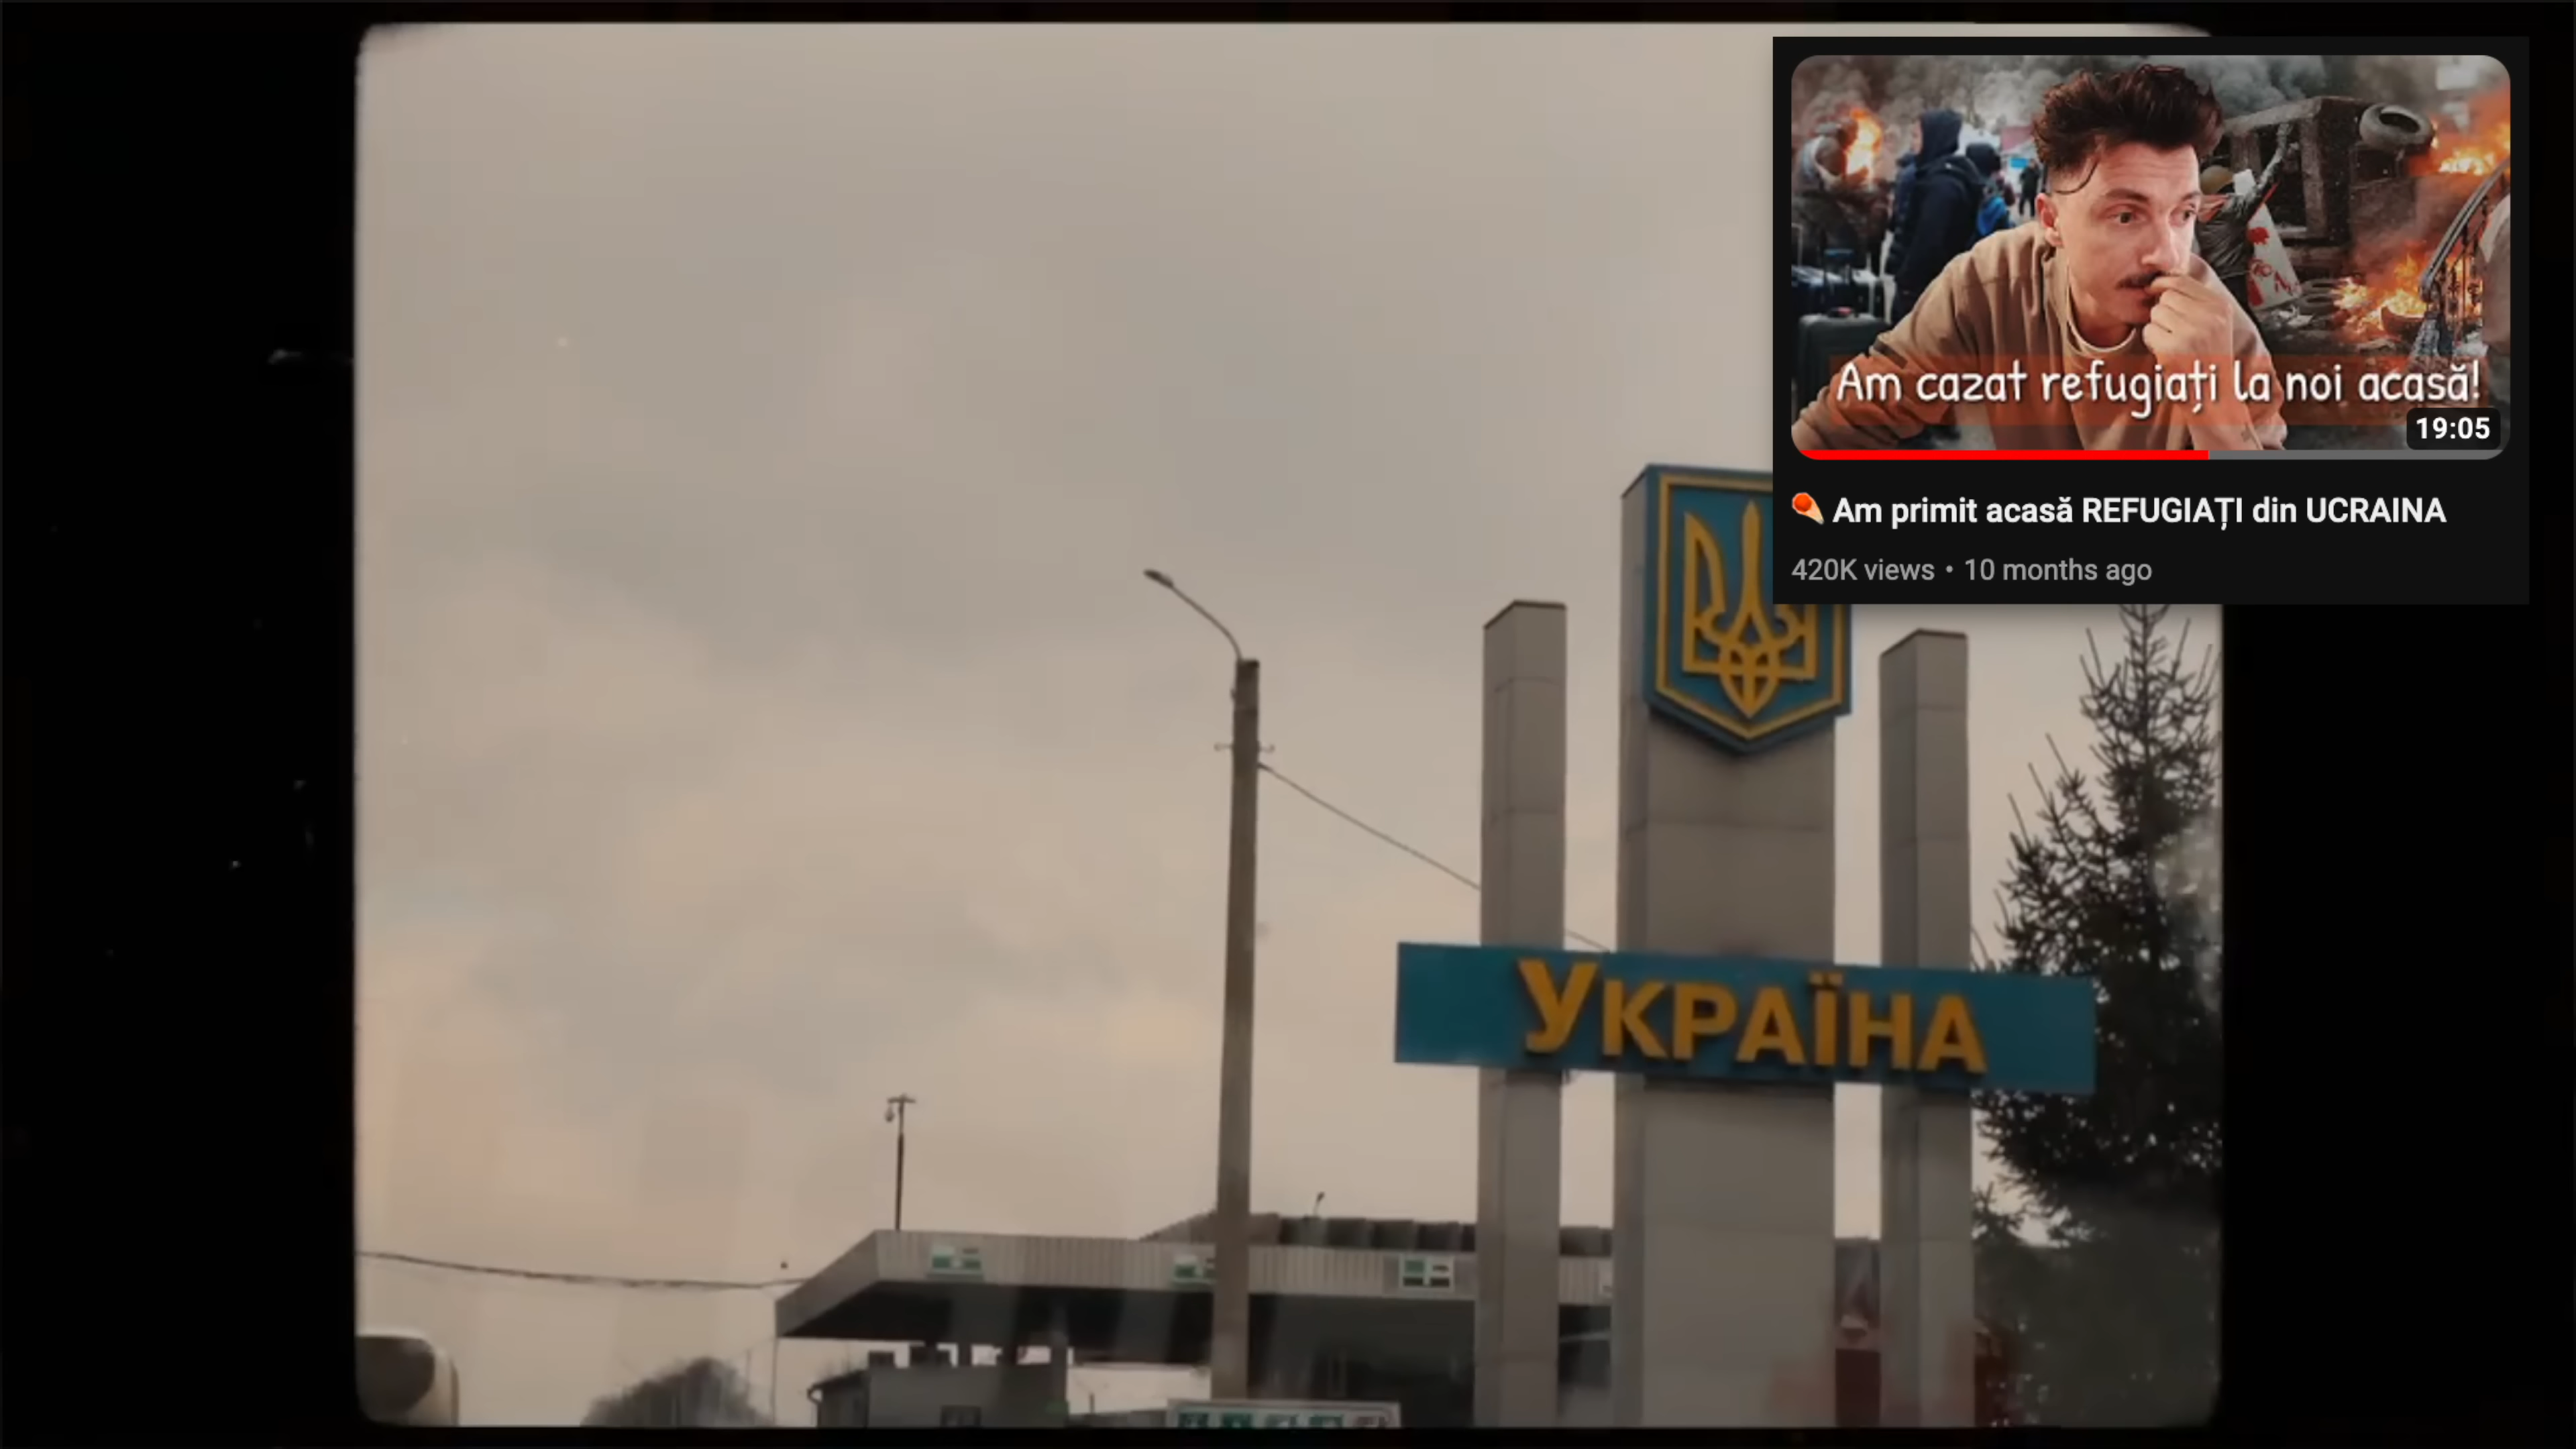 Am cazat refugiați la noi acasă!
19:05
Am primit acasă REFUGIAȚI din UCRAINA
420K views • 10 months ago
УКРАЇНА